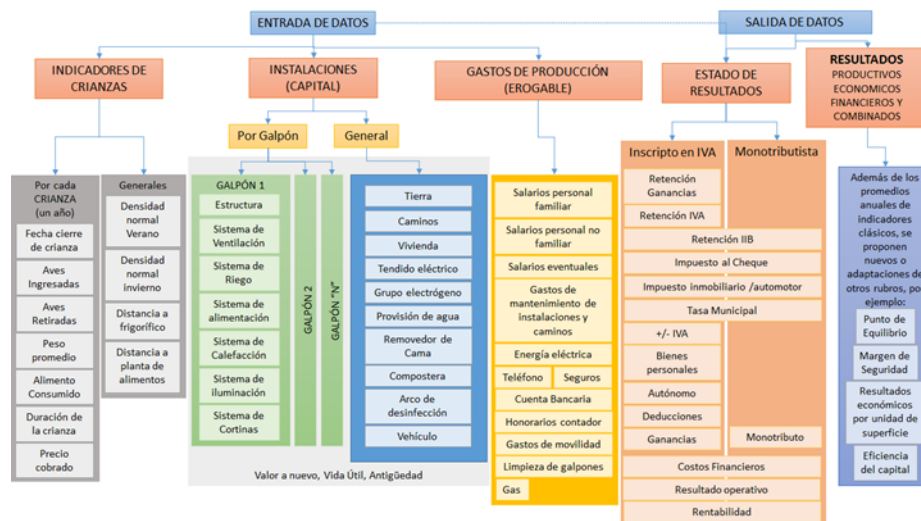 ENTRADA DE DATOS
SALIDA DE DATOS
INDICADORES DE
CRIANZAS
INSTALACIONES
(CAPITAL)
GASTOS DE PRODUCCIÓN
(EROGABLE)
ESTADO DE
RESULTADOS
RESULTADOS
PRODUCTIVOS
ECONOMICOS
FINANCIEROS Y
COMBINADOS
Por Galpón
General
Por cada
CRIANZA
(un año)
Fecha cierre
de crianza
Aves
Ingresadas
Aves
Retiradas
Peso
promedio
Alimento
Consumido
Duración de
la crianza
Precio
cobrado
Generales
Densidad
normal
Verano
Densidad
normal
invierno
Distancia a
frigorífico
Distancia a
planta de
alimentos
GALPÓN 1
Estructura
Sistema de
Ventilación
Sistema de
Riego
Sistema de
alimentación
Sistema de
Calefacción
Sistema de
iluminación
Sistema de
Cortinas
GALPÓN 2
GALPÓN "N"
Tierra
Caminos
Vivienda
Tendido eléctrico
Grupo electrógeno
Provisión de agua
Removedor de
Cama
Compostera
Arco de
desinfección
Vehículo
Valor a nuevo, Vida Útil, Antigüedad
Salarios personal
familiar
Salarios personal no
familiar
Salarios eventuales
Gastos de
mantenimiento de
instalaciones y
caminos
Energía eléctrica
Teléfono
Seguros
Cuenta Bancaria
Honorarios contador
Gastos de movilidad
Limpieza de galpones
Gas
Inscripto en IVA
Monotributista
Retención
Ganancias
Retención IVA
Retención IIB
Impuesto al Cheque
Impuesto inmobiliario /automotor
Tasa Municipal
+/- IVA
Bienes
personales
Autónomo
Deducciones
Ganancias
Monotributo
Costos Financieros
Resultado operativo
Rentabilidad
Además de los
promedios
anuales de
indicadores
clásicos, se
proponen
nuevos o
adaptaciones de
otros rubros, por
ejemplo:
Punto de
Equilibrio
Margen de
Seguridad
Resultados
económicos
por unidad de
superficie
Eficiencia
del capital